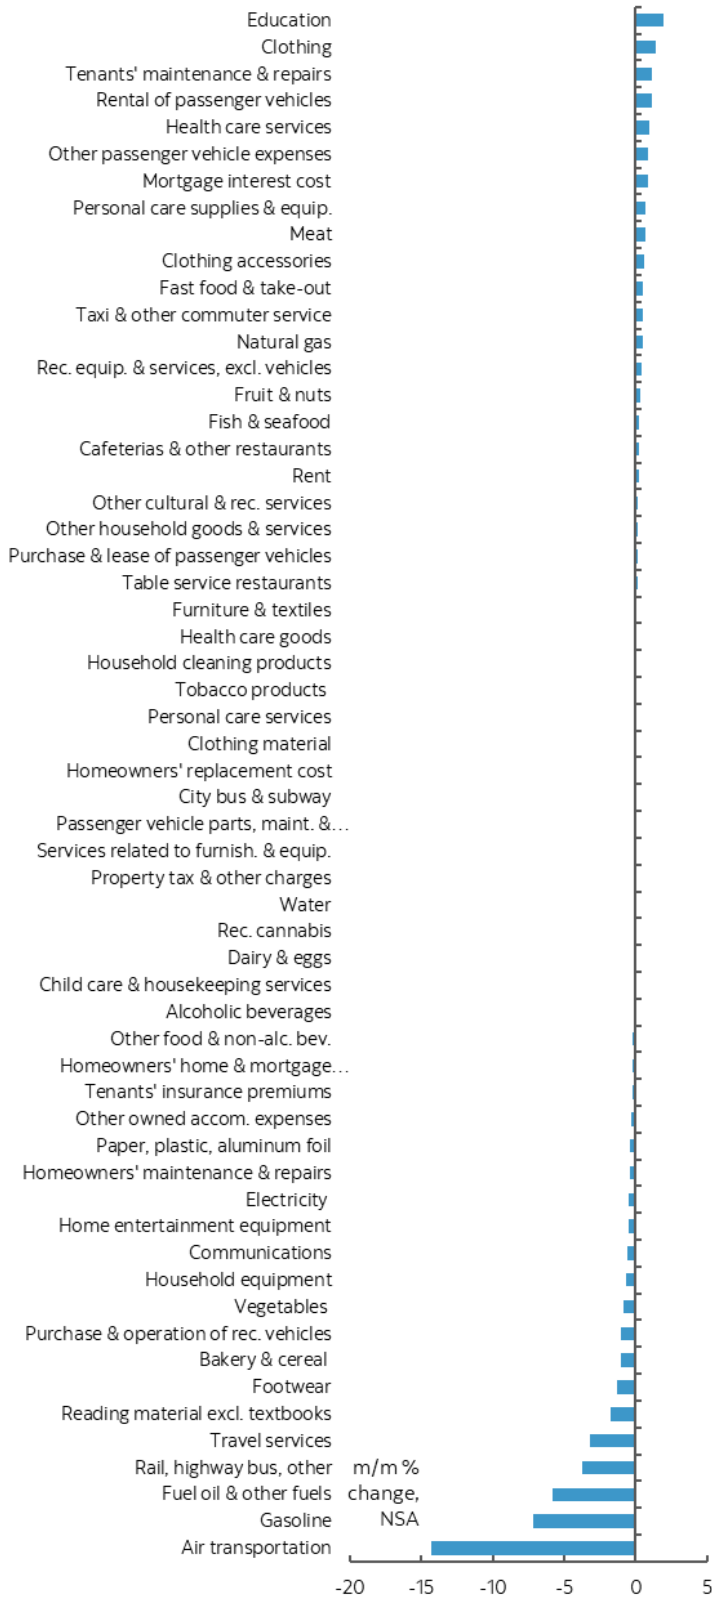 Education
Clothing
Tenants' maintenance & repairs
Rental of passenger vehicles
Health care services
Other passenger vehicle expenses
Mortgage interest cost
Personal care supplies & equip.
Meat
Clothing accessories
Fast food & take-out
Taxi & other commuter service
Natural gas
Rec. equip. & services, excl. vehicles
Fruit & nuts
Fish & seafood
Cafeterias & other restaurants
Rent
Other cultural & rec. services
Other household goods & services
Purchase & lease of passenger vehicles
Table service restaurants
Furniture & textiles
Health care goods
Household cleaning products
Tobacco products
Personal care services
Clothing material
Homeowners' replacement cost
City bus & subway
Passenger vehicle parts, maint. &...
Services related to furnish. & equip.
Property tax & other charges
Water
Rec. cannabis
Dairy & eggs
Child care & housekeeping services
Alcoholic beverages
Other food & non-alc. bev.
Homeowners' home & mortgage...
Tenants' insurance premiums
Other owned accom. expenses
Paper, plastic, aluminum foil
Homeowners' maintenance & repairs
Electricity
Home entertainment equipment
Communications
Household equipment
Vegetables
Purchase & operation of rec. vehicles
Bakery & cereal
Footwear
Reading material excl. textbooks
Travel services
Rail, highway bus, other
Fuel oil & other fuels
Gasoline
Air transportation
m/m %
change,
NSA
-20 -15 -10 -5 0 5